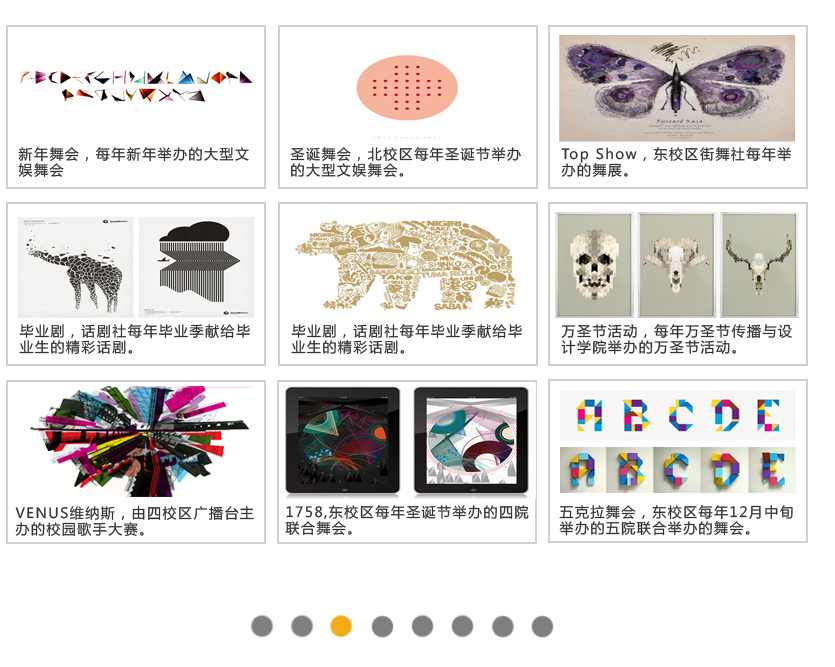 ABCDEFGHIJKLMNOPQ
RSTUVWXYZ
新年舞会，每年新年举办的大型文
娱舞会
圣诞舞会，北校区每年圣诞节举办
的大型文娱舞会。
Ryszard Kaja
Top Show，东校区街舞社每年举
办的舞展。
毕业剧，话剧社每年毕业季献给毕
业生的精彩话剧。
NIGIRI
毕业剧，话剧社每年毕业季献给毕
业生的精彩话剧。
万圣节活动，每年万圣节传播与设
计学院举办的万圣节活动。
VENUS维纳斯，由四校区广播台主
办的校园歌手大赛。
1758,东校区每年圣诞节举办的四院
联合舞会。
A B C D E
A B C D E
五克拉舞会，东校区每年12月中旬
举办的五院联合举办的舞会。